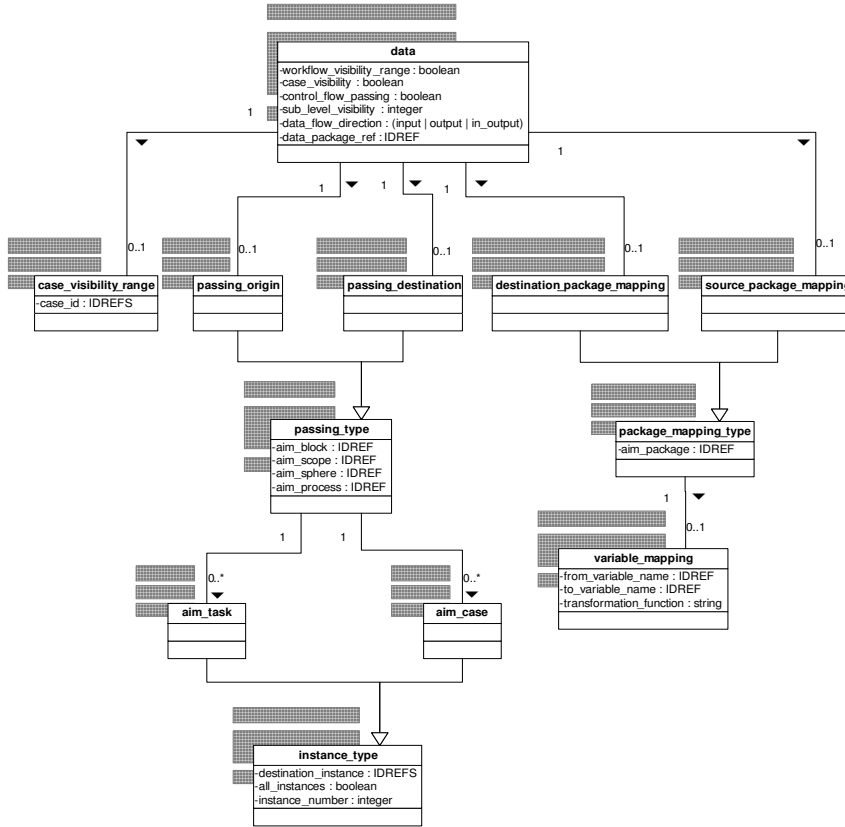 data
-workflow_visibility_range : boolean
-case_visibility : boolean
-control_flow_passing : boolean
-sub_level_visibility : integer
-data_flow_direction : (input | output | in_output)
-data_package_ref : IDREF
1
1
1
1
1
0..1
0..1
0..1
0..1
0..1
case_visibility_range
-case_id : IDREFS
passing_origin
passing_destination
destination_package_mapping
source_package_mapping
passing_type
-aim_block : IDREF
-aim_scope : IDREF
-aim_sphere : IDREF
-aim_process : IDREF
package_mapping_type
-aim_package : IDREF
1
0..1
1
1
0..*
0..*
variable_mapping
-from_variable_name : IDREF
-to_variable_name : IDREF
-transformation_function : string
aim_task
aim_case
instance_type
-destination_instance : IDREFS
-all_instances : boolean
-instance_number : integer